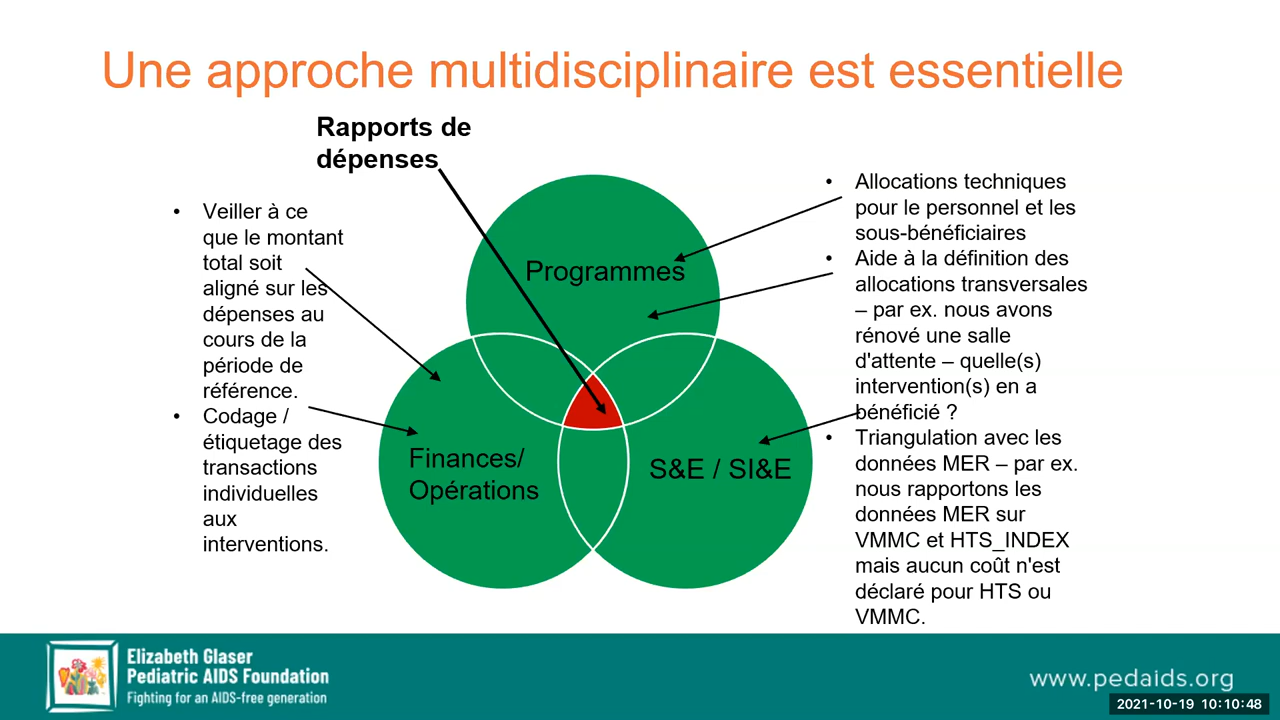 Une approche multidisciplinaire est essentielle
Rapports de
dépenses
• Veiller à ce
que le montant
total soit
aligné sur les
dépenses au
cours de la
période de
référence.
• Codage /
étiquetage des
transactions
individuelles
aux
interventions.
Programmes
Finances/
Opérations
S&E / SI&E
• Allocations techniques
pour le personnel et les
sous-bénéficiaires
• Aide à la définition des
allocations transversales
– par ex. nous avons
rénové une salle
d'attente – quelle(s)
intervention(s) en a
bénéficié ?
• Triangulation avec les
données MER – par ex.
nous rapportons les
données MER sur
VMMC et HTS_INDEX
mais aucun coût n'est
déclaré pour HTS ou
VMMC.
Elizabeth Glaser
Pediatric AIDS Foundation
Fighting for an AIDS-free generation
www.pedaids.org
2021-10-19 10:10:48